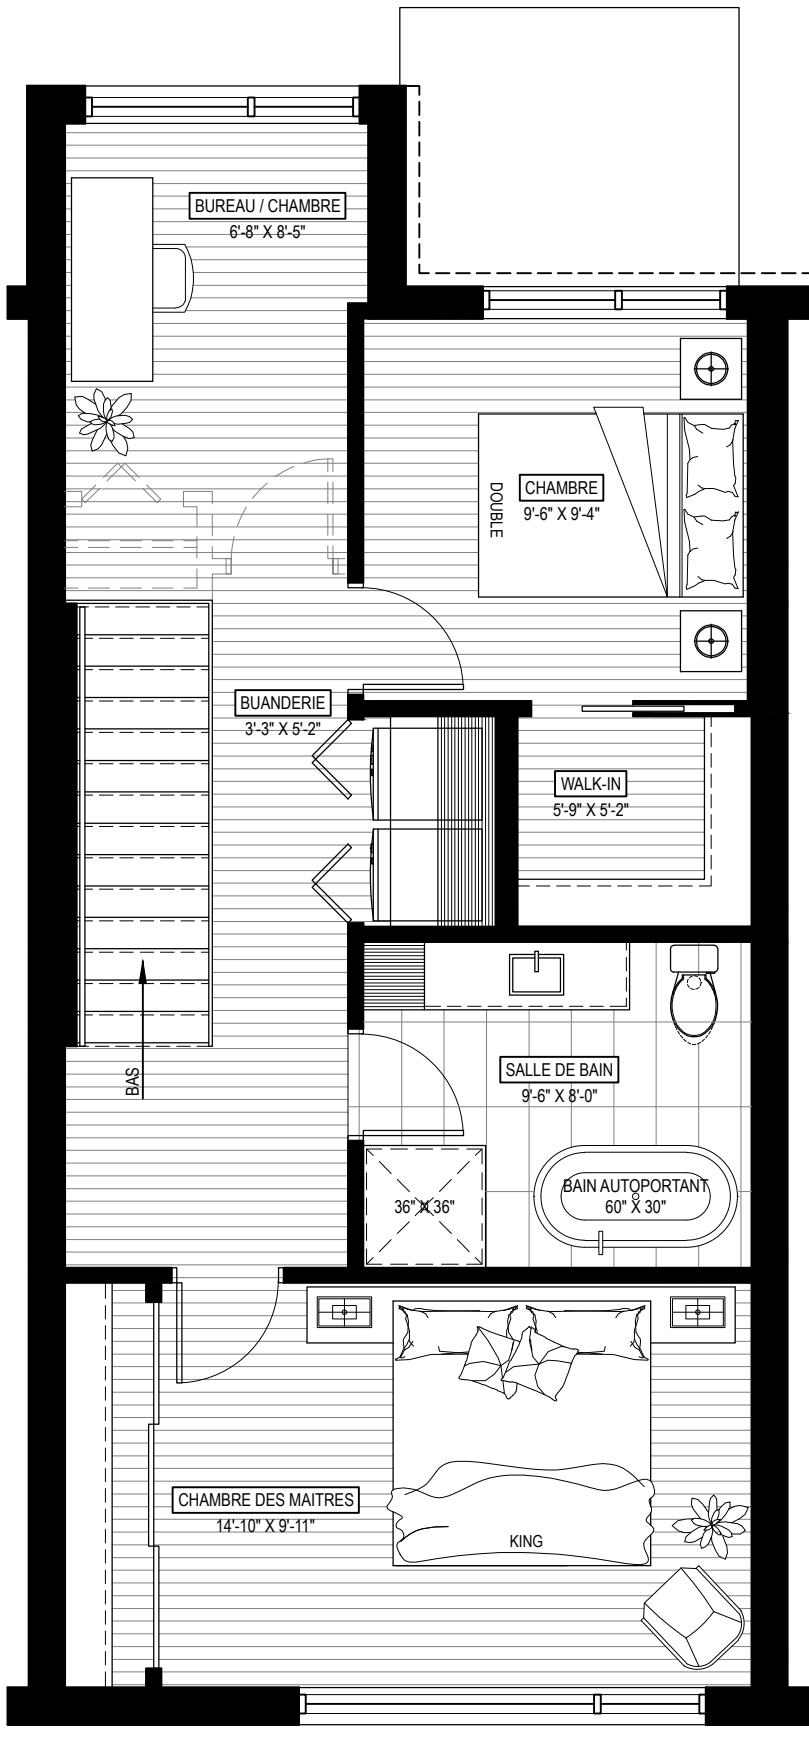 BUREAU / CHAMBRE
6'-8" X 8'-5"
CHAMBRE
9'-6" X 9'-4"
DOUBLE
BUANDERIE
3'-3" X 5'-2"
WALK-IN
5'-9" X 5'-2"
BAS
SALLE DE BAIN
9'-6" X 8'-0"
BAIN AUTOPORTANT
60" X 30"
36" X 36"
CHAMBRE DES MAITRES
14'-10" X 9'-11"
KING